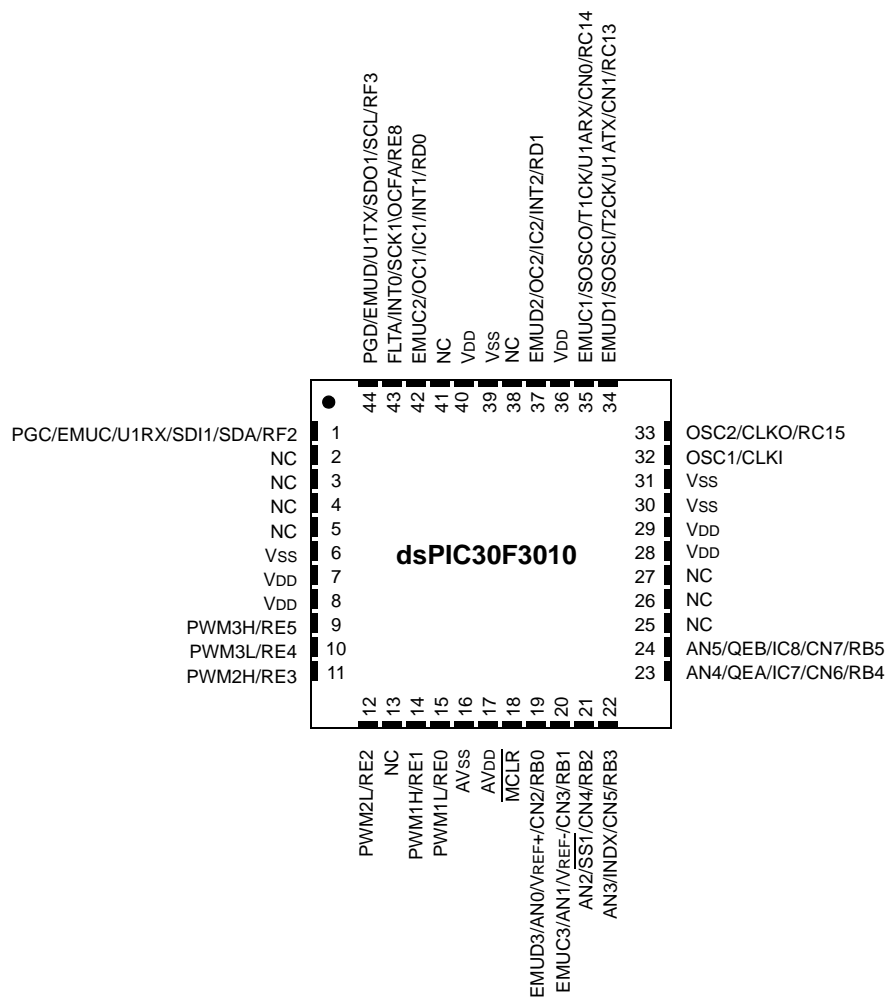 PGD/EMUD/U1TX/SDO1/SCL/RF3
FLTA/INT0/SCK1\OCFA/RE8
EMUC2/OC1/IC1/INT1/RD0
NC
VDD
VSS
NC
EMUD2/OC2/IC2/INT2/RD1
VDD
EMUC1/SOSCO/T1CK/U1ARX/CN0/RC14
EMUD1/SOSCI/T2CK/U1ATX/CN1/RC13
44 43 42 41 40 39 38 37 36 35 34
PGC/EMUC/U1RX/SDI1/SDA/RF2 1
NC 2
NC 3
NC 4
NC 5
VSS 6
VDD 7
VDD 8
PWM3H/RE5 9
PWM3L/RE4 10
PWM2H/RE3 11
dsPIC30F3010
33 OSC2/CLKO/RC15
32 OSC1/CLKI
31 VSS
30 VSS
29 VDD
28 VDD
27 NC
26 NC
25 NC
24 AN5/QEB/IC8/CN7/RB5
23 AN4/QEA/IC7/CN6/RB4
12 13 14 15 16 17 18 19 20 21 22
PWM2L/RE2
NC
PWM1H/RE1
PWM1L/RE0
AVSS
AVDD
MCLR
EMUD3/AN0/VREF+/CN2/RB0
EMUC3/AN1/VREF-/CN3/RB1
AN2/SS1/CN4/RB2
AN3/INDX/CN5/RB3